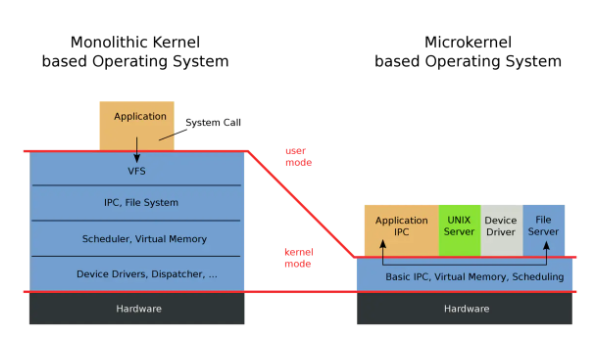 Monolithic Kernel
based Operating System
Microkernel
based Operating System
Application
System Call
VFS
IPC, File System
Scheduler, Virtual Memory
Device Drivers, Dispatcher, ...
Hardware
user
mode
kernel
mode
Application
IPC
UNIX
Server
Device
Driver
File
Server
Basic IPC, Virtual Memory, Scheduling
Hardware